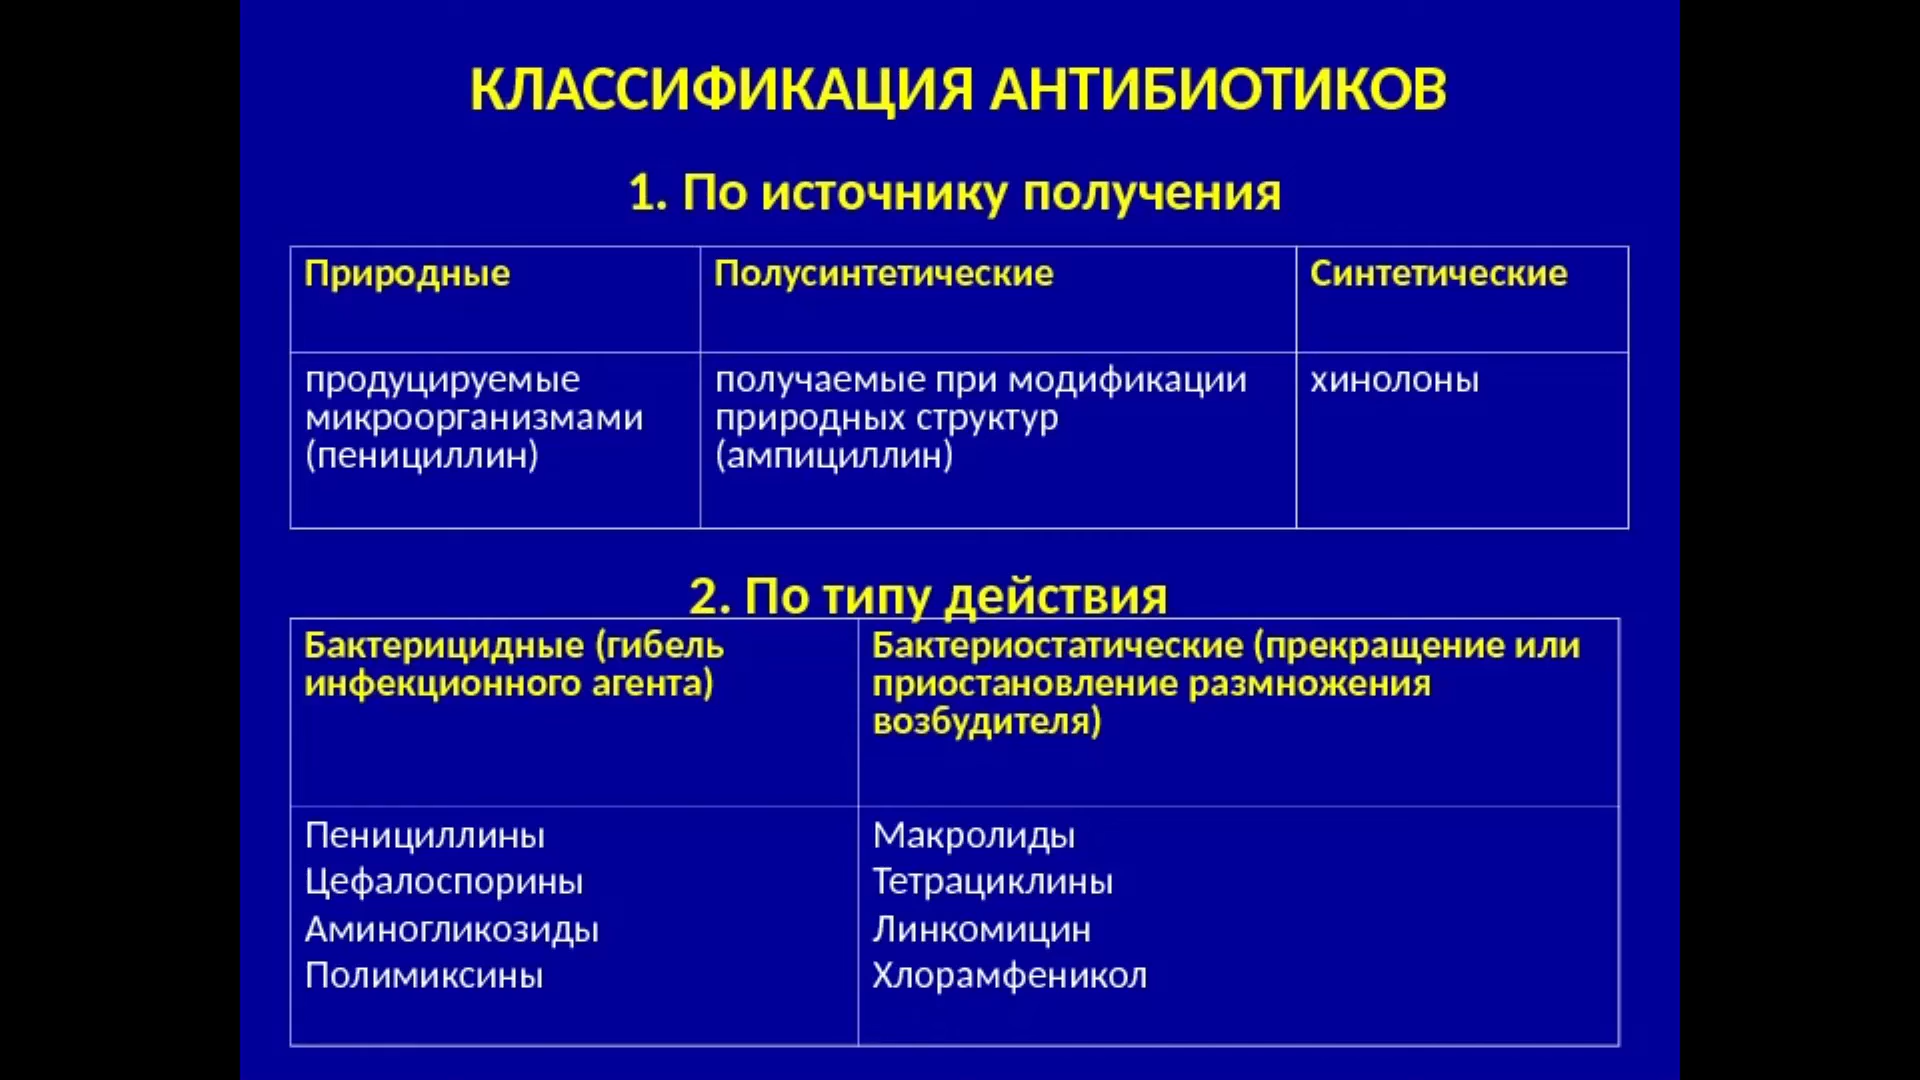 КЛАССИФИКАЦИЯ АНТИБИОТИКОВ
1. По источнику получения
Природные
Полусинтетические
Синтетические
продуцируемые
микроорганизмами
(пенициллин)
получаемые при модификации
природных структур
(ампициллин)
хинолоны
2. По типу действия
Бактерицидные (гибель
инфекционного агента)
Бактериостатические (прекращение или
приостановление размножения
возбудителя)
Пенициллины
Цефалоспорины
Аминогликозиды
Полимиксины
Макролиды
Тетрациклины
Линкомицин
Хлорамфеникол